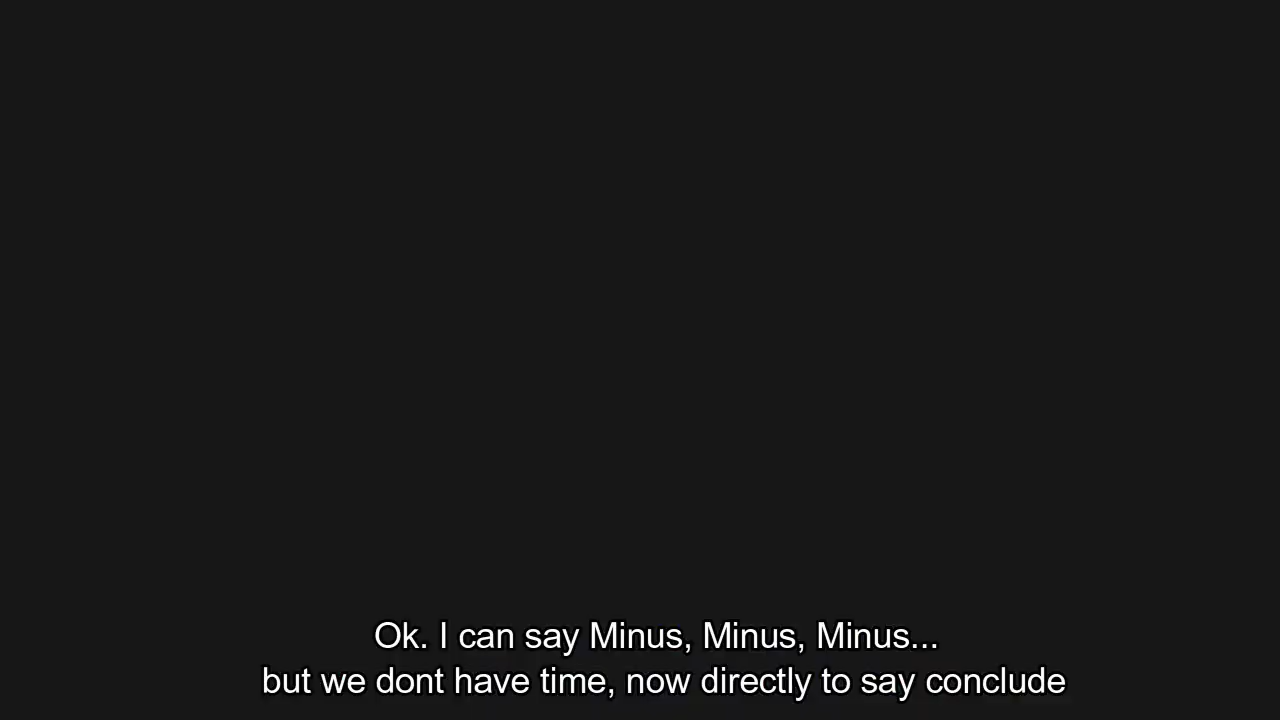 Ok. I can say Minus, Minus, Minus...
but we dont have time, now directly to say conclude